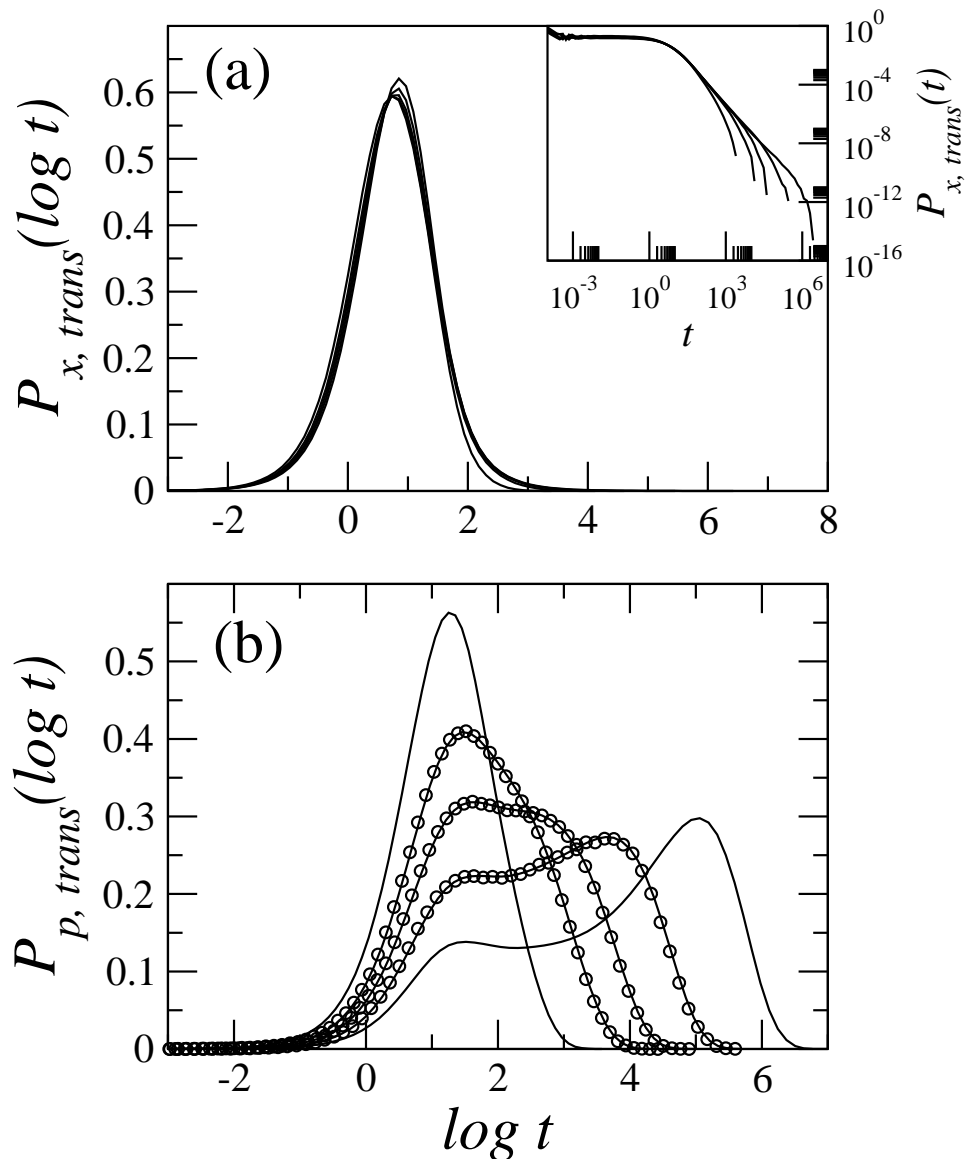 (a)
P_{x, trans}(log t)
0.6
0.5
0.4
0.3
0.2
0.1
0
-2 0 2 4 6 8
10^0
10^{-4}
10^{-8}
10^{-12}
10^{-16}
P_{x, trans}(t)
10^{-3} 10^0 10^3 10^6
t
(b)
P_{p, trans}(log t)
0.5
0.4
0.3
0.2
0.1
0
-2 0 2 4 6
log t